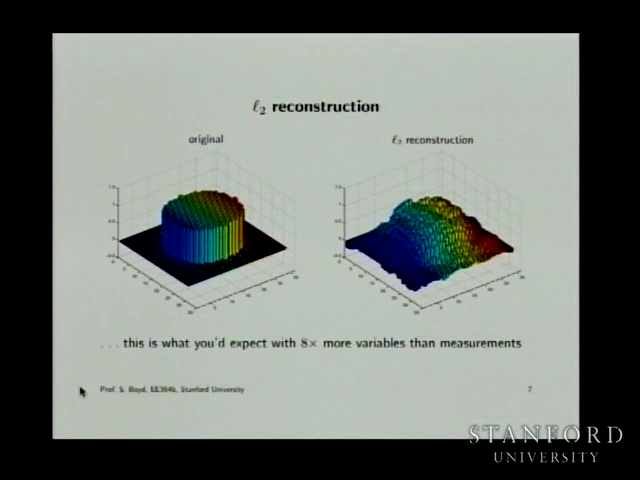 ℓ₂ reconstruction
original
ℓ₂ reconstruction
. . . this is what you'd expect with 8× more variables than measurements
Prof. S. Boyd, EE364b, Stanford University
7
STANFORD
UNIVERSITY